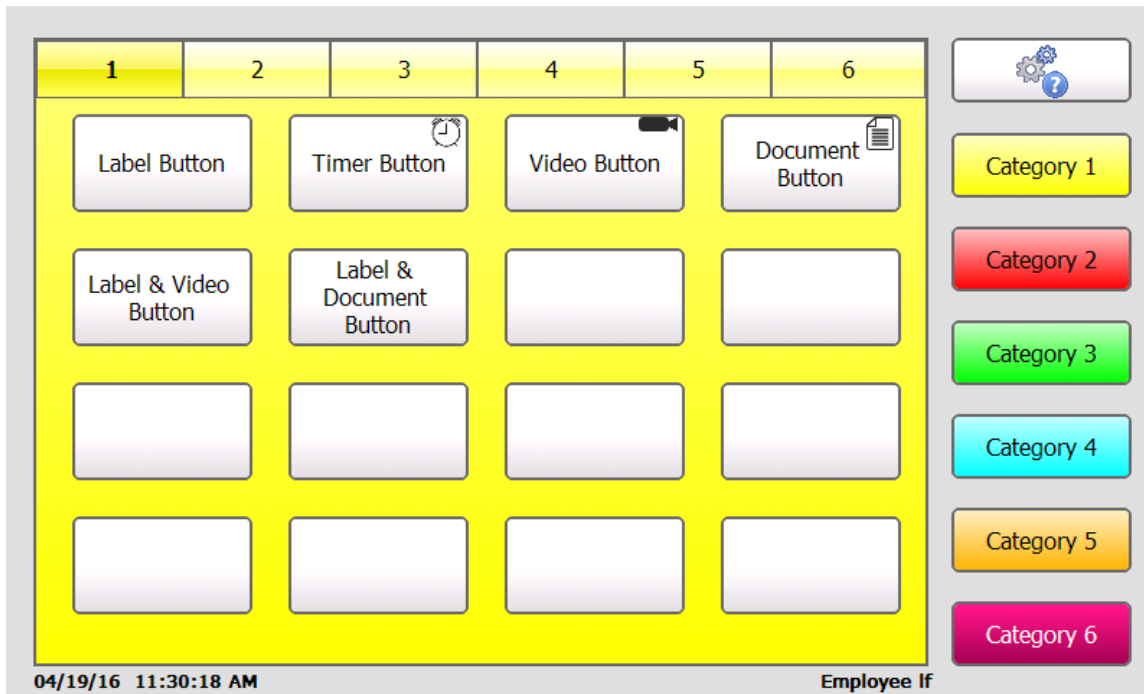 1 2 3 4 5 6
Label Button
Timer Button
Video Button
Document
Button
Category 1
Label & Video
Button
Label &
Document
Button
Category 2
Category 3
Category 4
Category 5
Category 6
04/19/16 11:30:18 AM
Employee lf